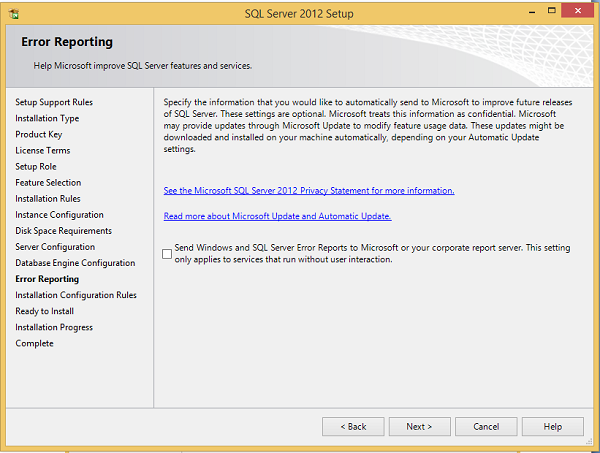 SQL Server 2012 Setup
Error Reporting
Help Microsoft improve SQL Server features and services.
Setup Support Rules
Installation Type
Product Key
License Terms
Setup Role
Feature Selection
Installation Rules
Instance Configuration
Disk Space Requirements
Server Configuration
Database Engine Configuration
Error Reporting
Installation Configuration Rules
Ready to Install
Installation Progress
Complete
Specify the information that you would like to automatically send to Microsoft to improve future releases
of SQL Server. These settings are optional. Microsoft treats this information as confidential. Microsoft
may provide updates through Microsoft Update to modify feature usage data. These updates might be
downloaded and installed on your machine automatically, depending on your Automatic Update
settings.
See the Microsoft SQL Server 2012 Privacy Statement for more information.
Read more about Microsoft Update and Automatic Update.
Send Windows and SQL Server Error Reports to Microsoft or your corporate report server. This setting
only applies to services that run without user interaction.
< Back
Next >
Cancel
Help